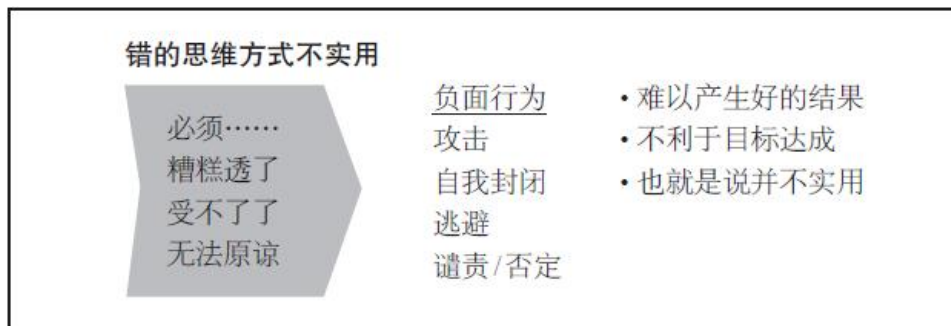 错的思维方式不实用
必须……
糟糕透了
受不了了
无法原谅
负面行为
攻击
自我封闭
逃避
谴责/否定
•难以产生好的结果
•不利于目标达成
•也就是说并不实用